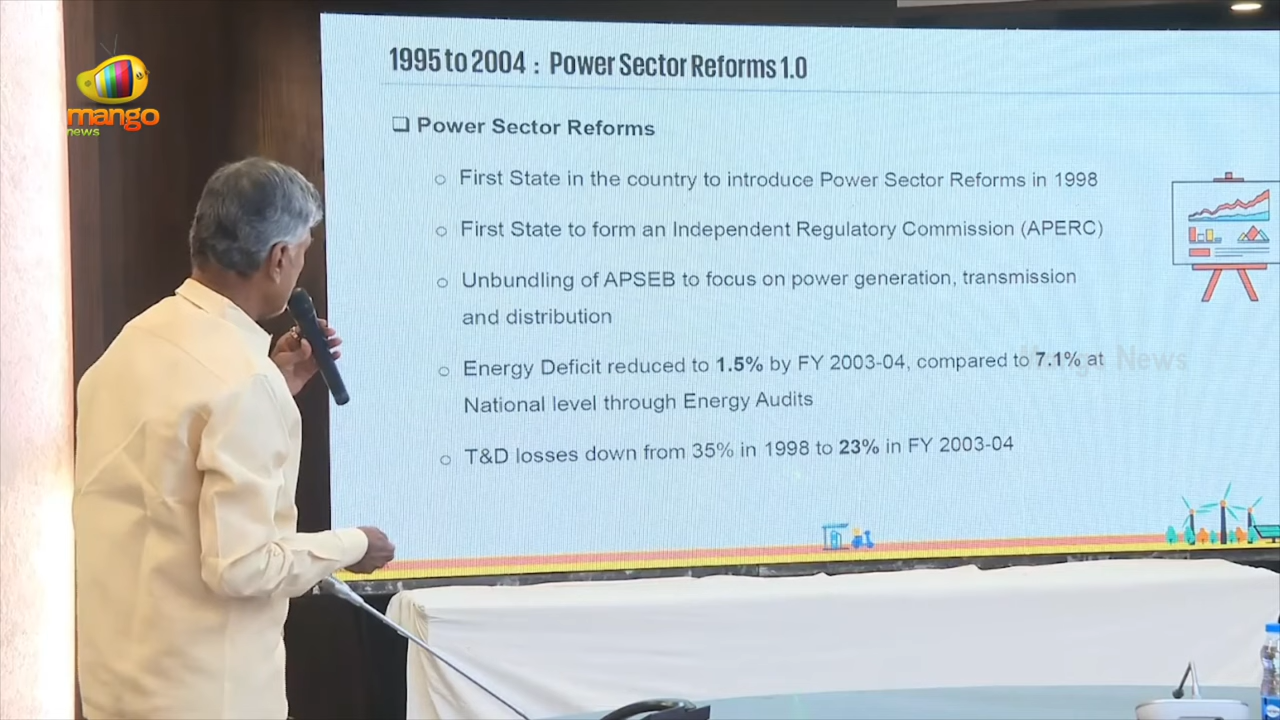 mango
news
1995 to 2004 : Power Sector Reforms 1.0
❑ Power Sector Reforms
○ First State in the country to introduce Power Sector Reforms in 1998
○ First State to form an Independent Regulatory Commission (APERC)
○ Unbundling of APSEB to focus on power generation, transmission
and distribution
○ Energy Deficit reduced to 1.5% by FY 2003-04, compared to 7.1% at
National level through Energy Audits
○ T&D losses down from 35% in 1998 to 23% in FY 2003-04
Mango News